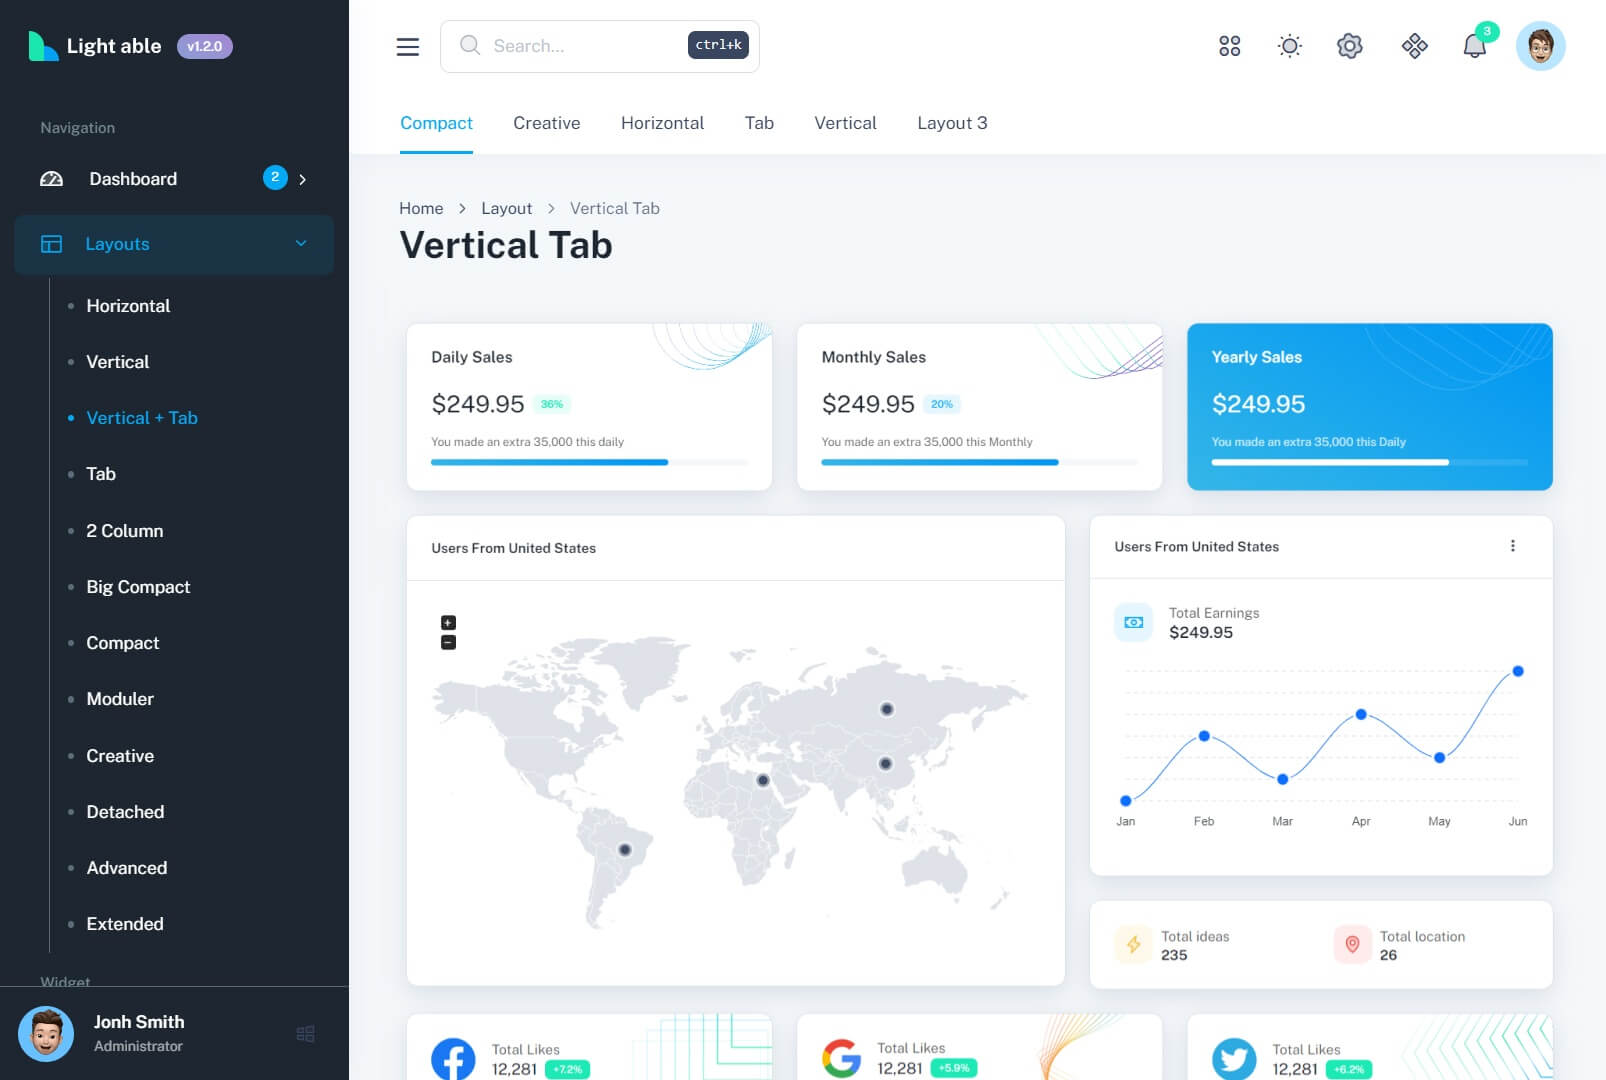 Light able v1.2.0
Navigation
Dashboard 2
Layouts
Horizontal
Vertical
Vertical + Tab
Tab
2 Column
Big Compact
Compact
Moduler
Creative
Detached
Advanced
Extended
Widget
Jonh Smith
Administrator
Search... ctrl+k
3
Compact Creative Horizontal Tab Vertical Layout 3
Home > Layout > Vertical Tab
Vertical Tab
Daily Sales
$249.95 36%
You made an extra 35,000 this daily
Monthly Sales
$249.95 20%
You made an extra 35,000 this Monthly
Yearly Sales
$249.95
You made an extra 35,000 this Daily
Users From United States
+
−
Users From United States
Total Earnings
$249.95
Jan Feb Mar Apr May Jun
Total ideas
235
Total location
26
Total Likes
12,281 +7.2%
Total Likes
12,281 +5.9%
Total Likes
12,281 +6.2%